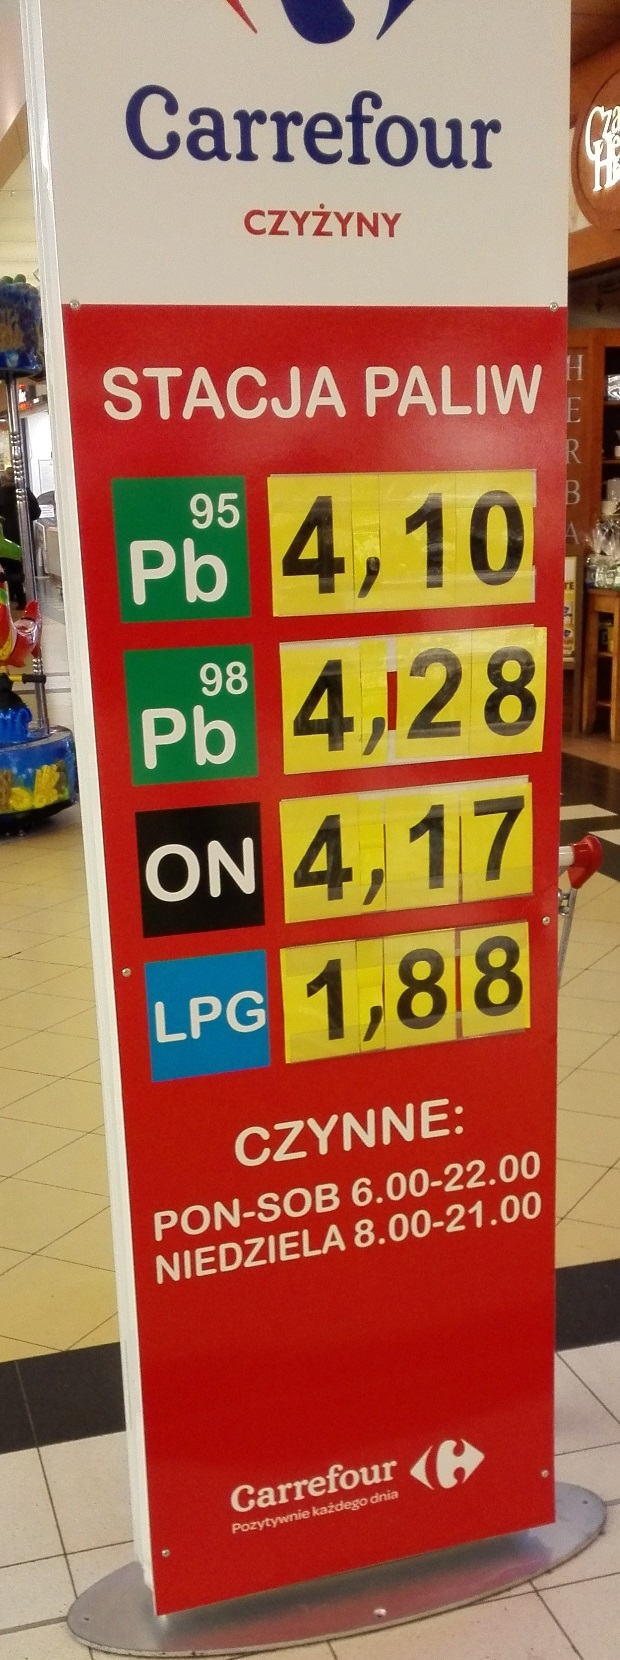 Carrefour
CZYŻYNY
STACJA PALIW
95
Pb
4,10
98
Pb
4,28
ON
4,17
LPG
1,88
CZYNNE:
PON-SOB 6.00-22.00
NIEDZIELA 8.00-21.00
Carrefour
Pozytywnie każdego dnia
HERBA